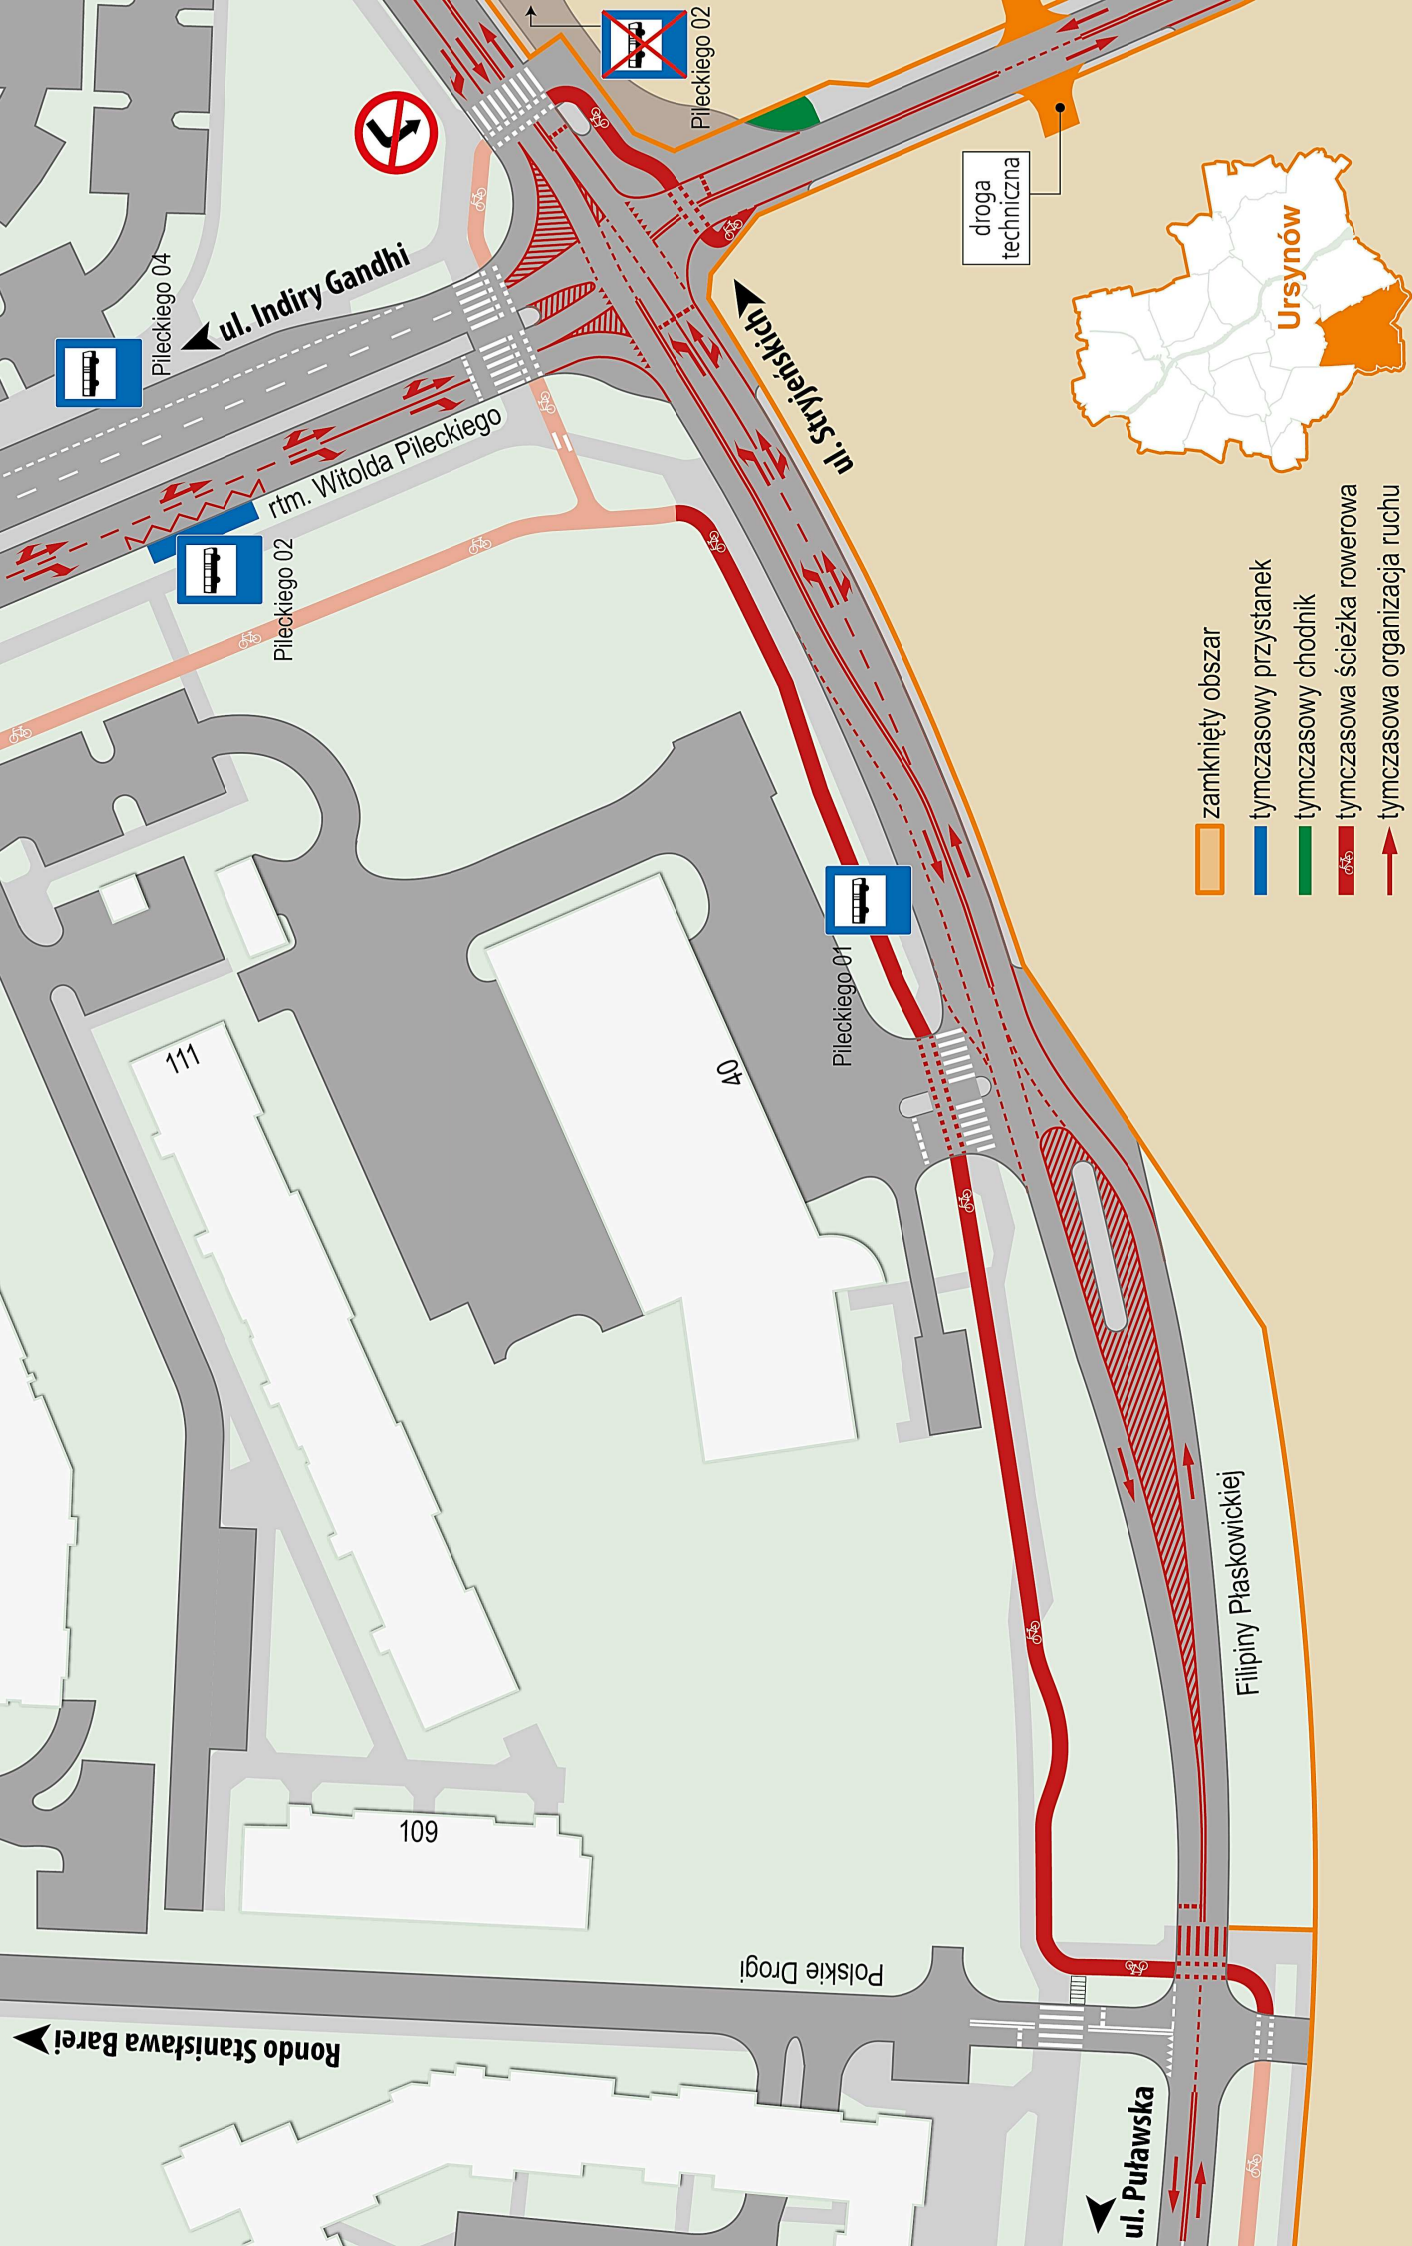 Pileckiego 02
Pileckiego 04
ul. Indiry Gandhi
rtm. Witolda Pileckiego
Pileckiego 02
droga
techniczna
Ursynów
ul. Stryjeńskich
Pileckiego 01
111
40
109
Filipiny Płaskowickiej
Polskie Drogi
Rondo Stanisława Barei
ul. Puławska
zamknięty obszar
tymczasowy przystanek
tymczasowy chodnik
tymczasowa ścieżka rowerowa
tymczasowa organizacja ruchu